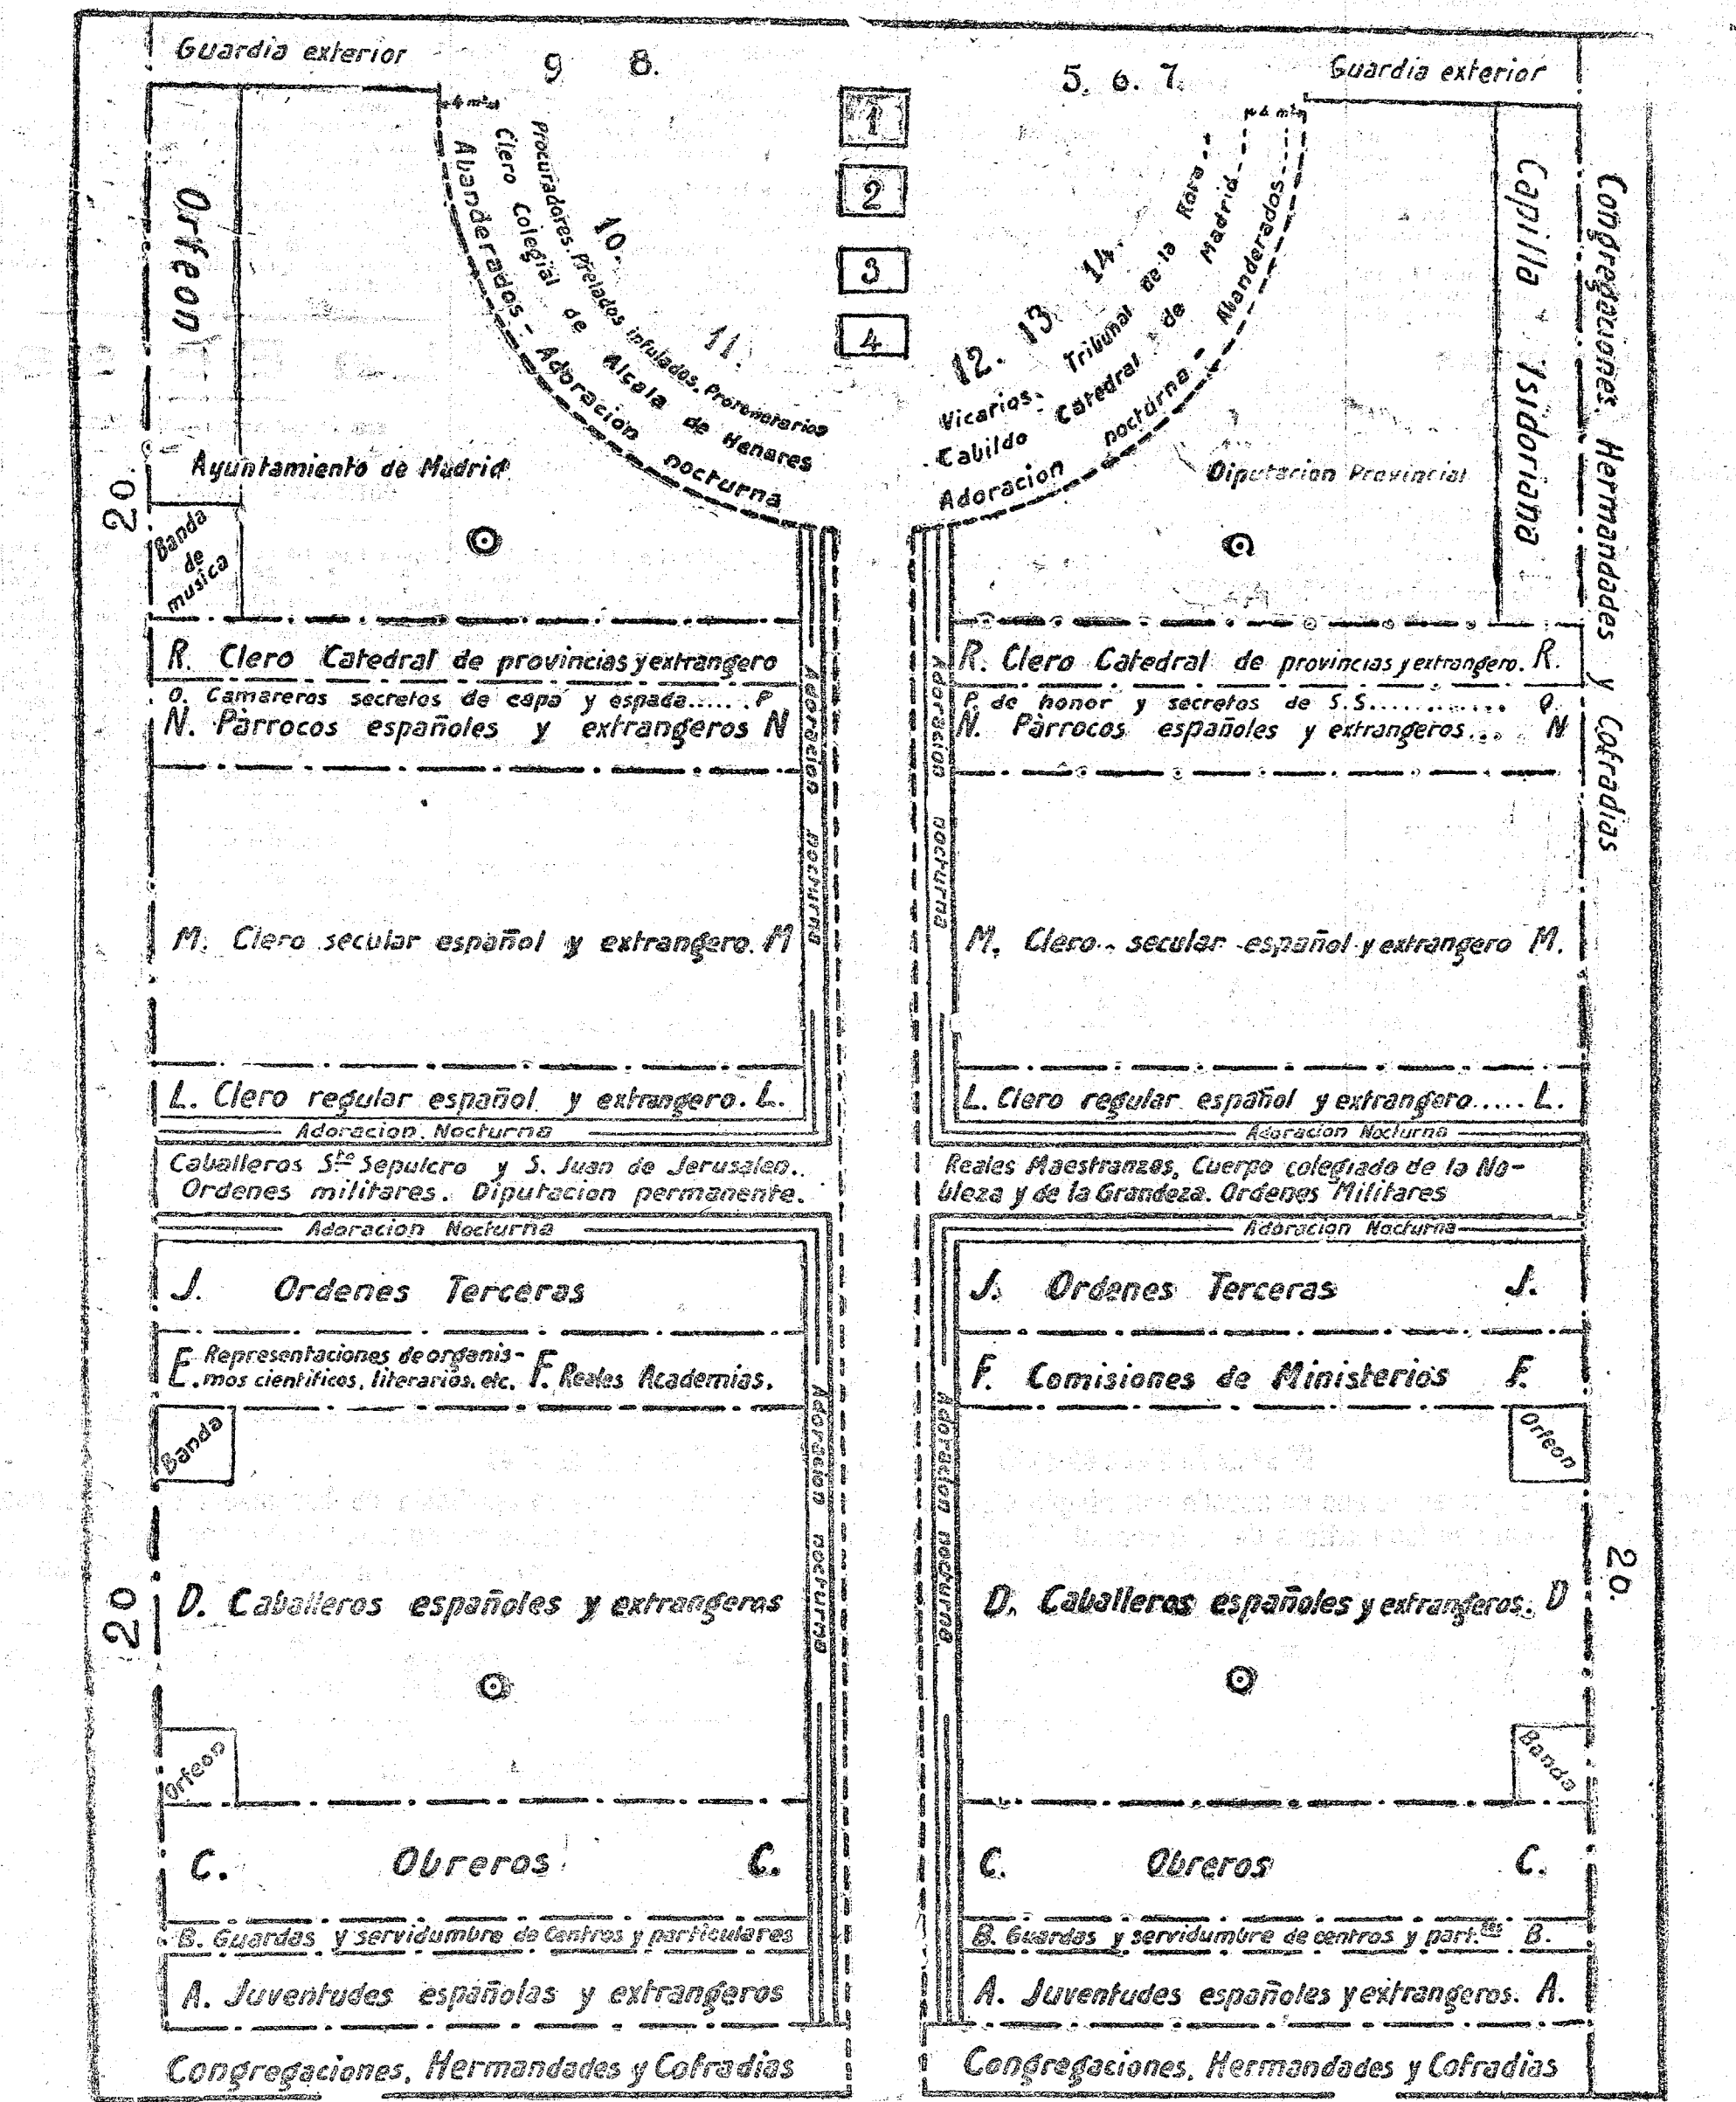 Guardia exterior
9 8.
5. 6. 7.
Guardia exterior
1
2
3
4
Orfeon
Procuradores. Prelados infulados. Protonotarios
Clero Colegial de Alcala de Henares
Abanderados - Adoracion nocturna
10.
11.
12. 13 14.
Vicarios. Tribunal de la Rota
Cabildo Catedral de Madrid
Adoracion nocturna - Abanderados
Capilla Isidoriana
Congregaciones, Hermandades y Cofradias
Ayuntamiento de Madrid
Diputacion Provincial
20.
Banda
de
musica
R. Clero Catedral de provincias y extrangero
O. Camareros secretos de capa y espada...... P
N. Pàrrocos españoles y extrangeros N
R. Clero Catedral de provincias y extrangero. R.
P. de honor y secretos de S.S............ Q.
N. Pàrrocos españoles y extrangeros... N
Adoracion nocturna
Adoracion nocturna
M. Clero secular español y extrangero. M
M. Clero secular español y extrangero M.
L. Clero regular español y extrangero. L.
L. Clero regular español y extrangero..... L.
Adoracion Nocturna
Adoracion Nocturna
Caballeros Sto Sepulcro y S. Juan de Jerusalen..
Ordenes militares. Diputacion permanente.
Reales Maestranzas, Cuerpo colegiado de la No-
bleza y de la Grandeza. Ordenes Militares
Adoracion Nocturna
Adoracion Nocturna
J. Ordenes Terceras
J. Ordenes Terceras J.
E. Representaciones de organis-
mos cientificos, literarios, etc. F. Reales Academias.
F. Comisiones de Ministerios F.
Banda
Orfeon
Adoracion nocturna
Adoracion nocturna
20
D. Caballeros españoles y extrangeros
D. Caballeros españoles y extrangeros. D
20.
Orfeon
Banda
C. Obreros C.
C. Obreros C.
B. Guardas y servidumbre de Centros y particulares
B. Guardas y servidumbre de centros y part.res B.
A. Juventudes españolas y extrangeros
A. Juventudes españoles y extrangeros. A.
Congregaciones, Hermandades y Cofradias
Congregaciones, Hermandades y Cofradias